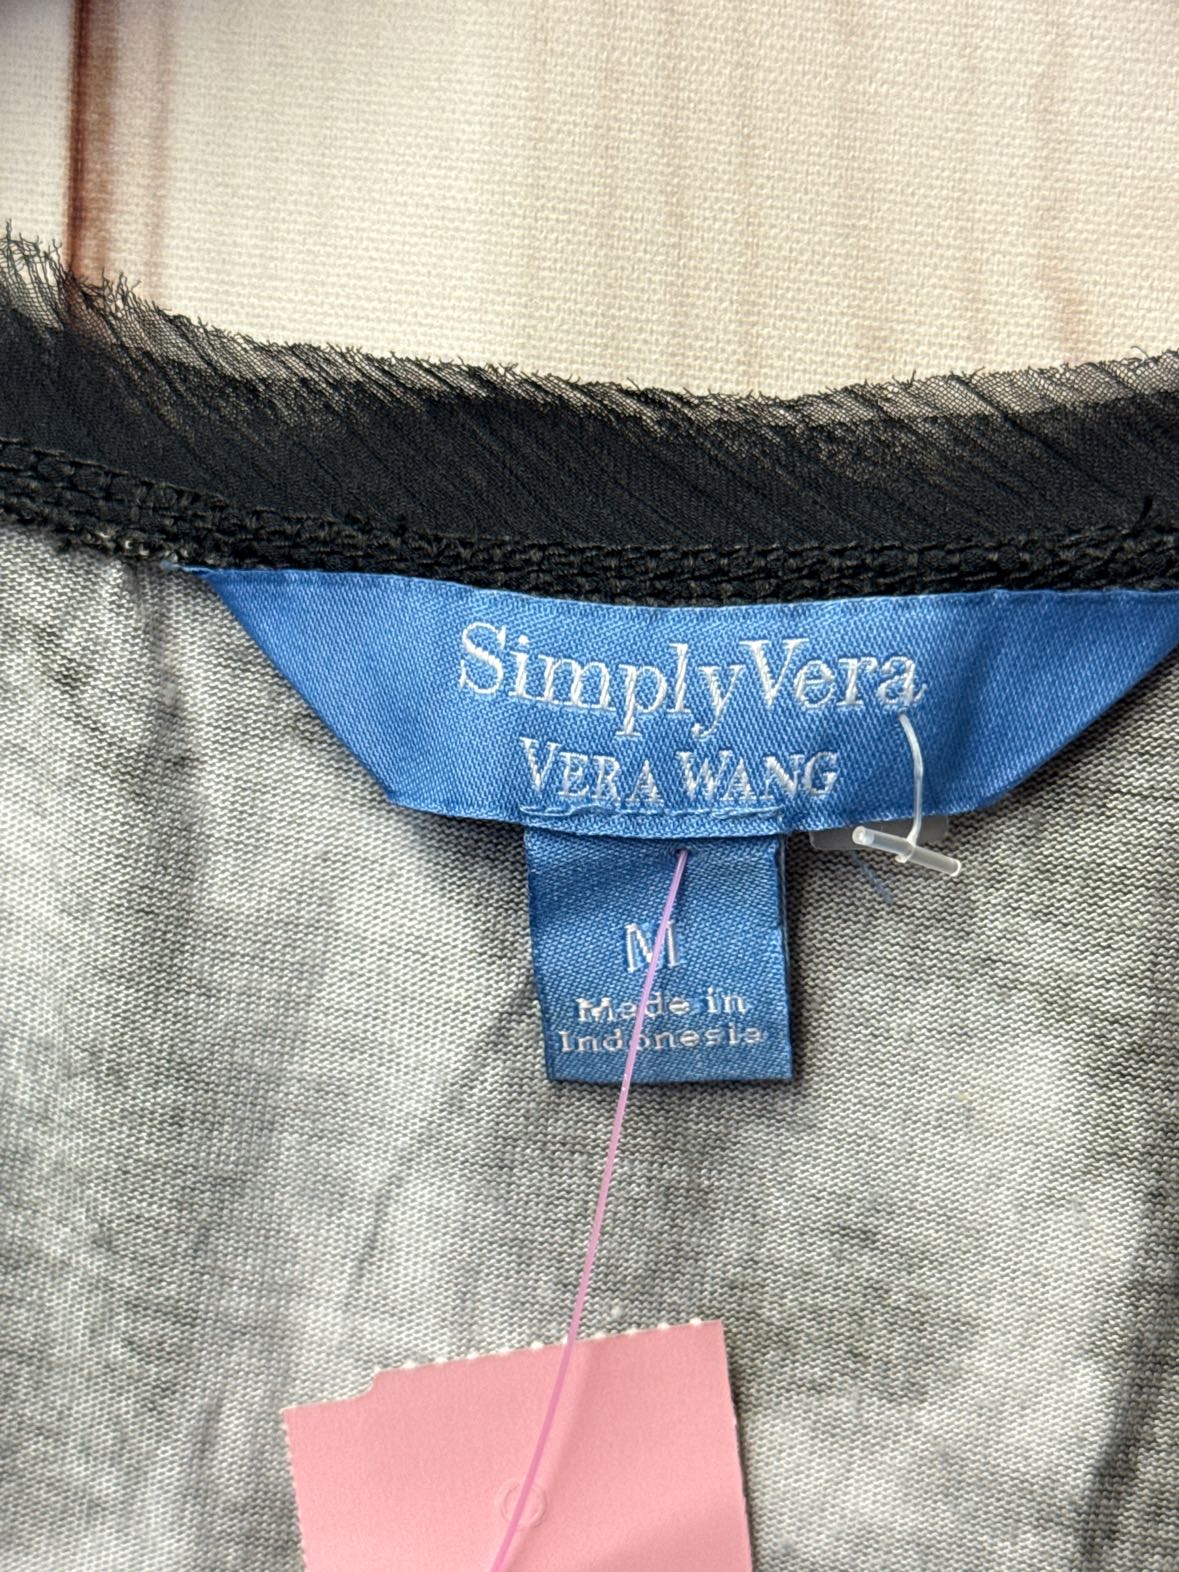 SimplyVera
VERA WANG
M
Made in
Indonesia